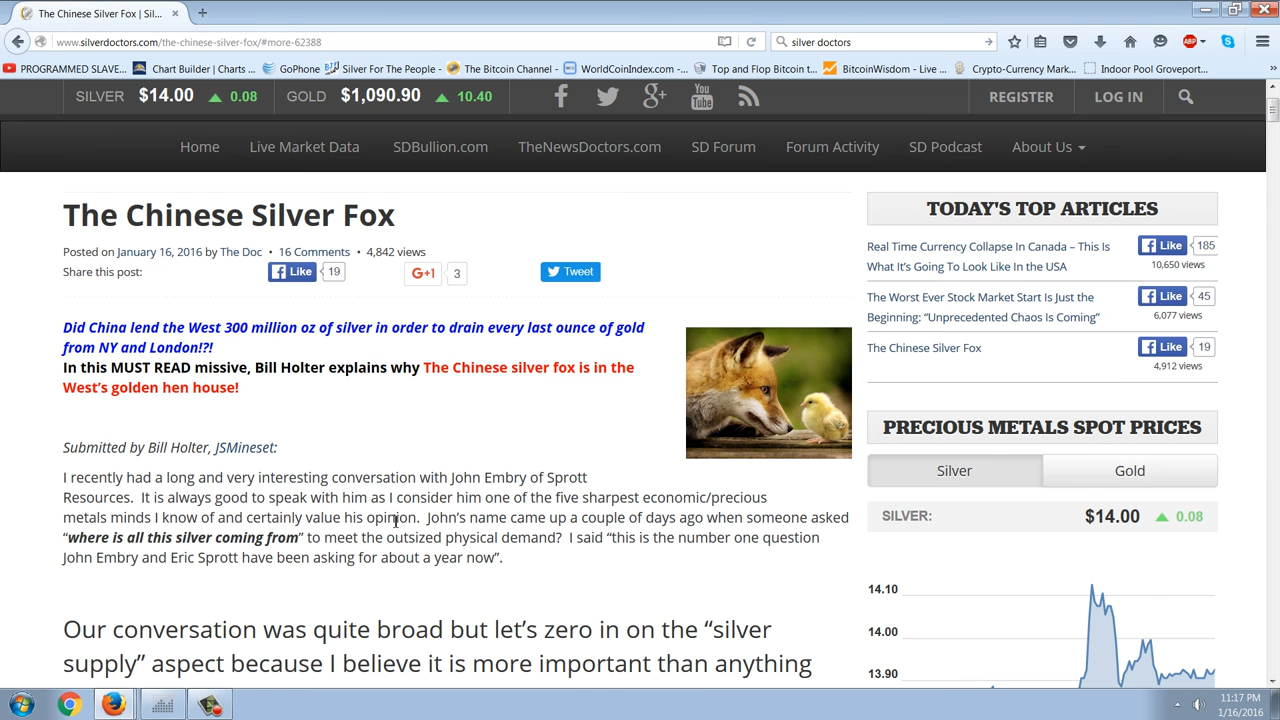 The Chinese Silver Fox | Sil...
www.silverdoctors.com/the-chinese-silver-fox/#more-62388
silver doctors
ABP
PROGRAMMED SLAVE...
Chart Builder | Charts ...
GoPhone
Silver For The People - ...
The Bitcoin Channel - ...
WorldCoinIndex.com -...
Top and Flop Bitcoin t...
BitcoinWisdom - Live ...
Crypto-Currency Mark...
Indoor Pool Groveport...
SILVER $14.00 0.08 GOLD $1,090.90 10.40
You Tube
REGISTER LOG IN
Home Live Market Data SDBullion.com TheNewsDoctors.com SD Forum Forum Activity SD Podcast About Us
The Chinese Silver Fox
Posted on January 16, 2016 by The Doc • 16 Comments • 4,842 views
Share this post: Like 19 G+1 3 Tweet
Did China lend the West 300 million oz of silver in order to drain every last ounce of gold
from NY and London!?!
In this MUST READ missive, Bill Holter explains why The Chinese silver fox is in the
West's golden hen house!
Submitted by Bill Holter, JSMineset:
I recently had a long and very interesting conversation with John Embry of Sprott
Resources.  It is always good to speak with him as I consider him one of the five sharpest economic/precious
metals minds I know of and certainly value his opinion.  John’s name came up a couple of days ago when someone asked
“where is all this silver coming from” to meet the outsized physical demand?  I said “this is the number one question
John Embry and Eric Sprott have been asking for about a year now”.
Our conversation was quite broad but let’s zero in on the “silver
supply” aspect because I believe it is more important than anything
TODAY'S TOP ARTICLES
Real Time Currency Collapse In Canada – This Is
What It’s Going To Look Like In the USA
Like 185
10,650 views
The Worst Ever Stock Market Start Is Just the
Beginning: “Unprecedented Chaos Is Coming”
Like 45
6,077 views
The Chinese Silver Fox
Like 19
4,912 views
PRECIOUS METALS SPOT PRICES
Silver Gold
SILVER: $14.00 0.08
14.10
14.00
13.90
11:17 PM
1/16/2016